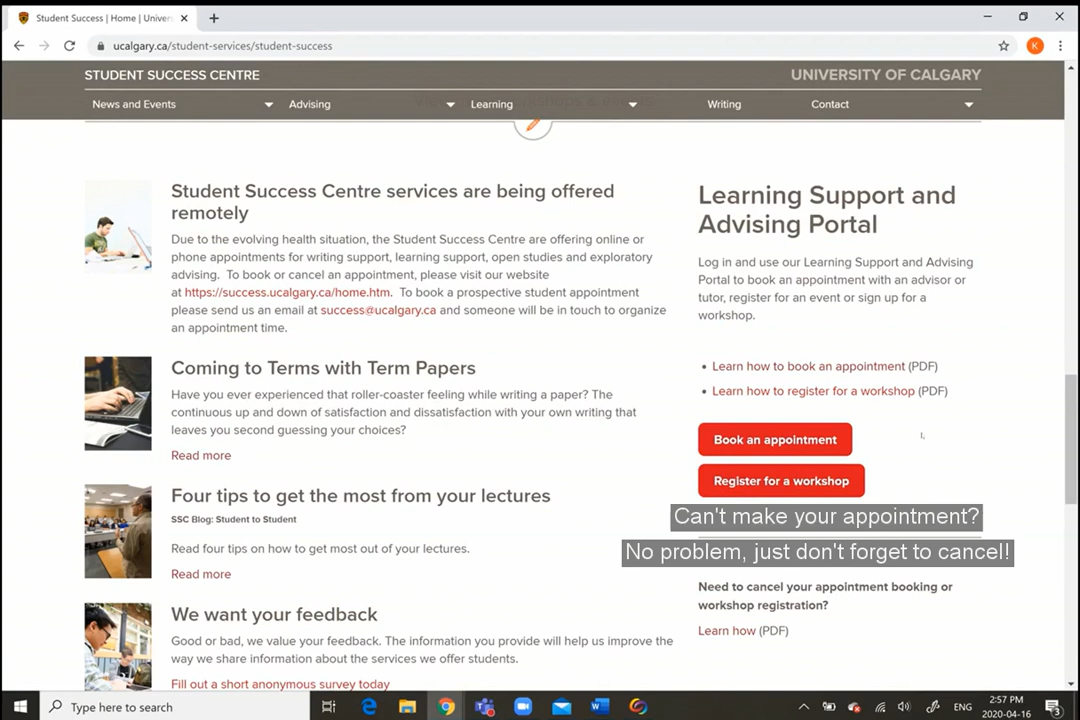 Student Success | Home | Univer
ucalgary.ca/student-services/student-success
K
STUDENT SUCCESS CENTRE
UNIVERSITY OF CALGARY
News and Events
Advising
Learning
Writing
Contact
Student Success Centre services are being offered
remotely
Due to the evolving health situation, the Student Success Centre are offering online or
phone appointments for writing support, learning support, open studies and exploratory
advising. To book or cancel an appointment, please visit our website
at https://success.ucalgary.ca/home.htm. To book a prospective student appointment
please send us an email at success@ucalgary.ca and someone will be in touch to organize
an appointment time.
Coming to Terms with Term Papers
Have you ever experienced that roller-coaster feeling while writing a paper? The
continuous up and down of satisfaction and dissatisfaction with your own writing that
leaves you second guessing your choices?
Read more
Four tips to get the most from your lectures
SSC Blog: Student to Student
Read four tips on how to get most out of your lectures.
Read more
We want your feedback
Good or bad, we value your feedback. The information you provide will help us improve the
way we share information about the services we offer students.
Fill out a short anonymous survey today
Learning Support and
Advising Portal
Log in and use our Learning Support and Advising
Portal to book an appointment with an advisor or
tutor, register for an event or sign up for a
workshop.
• Learn how to book an appointment (PDF)
• Learn how to register for a workshop (PDF)
Book an appointment
Register for a workshop
Can't make your appointment?
No problem, just don't forget to cancel!
Need to cancel your appointment booking or
workshop registration?
Learn how (PDF)
Type here to search
ENG
2:57 PM
2020-04-16
3